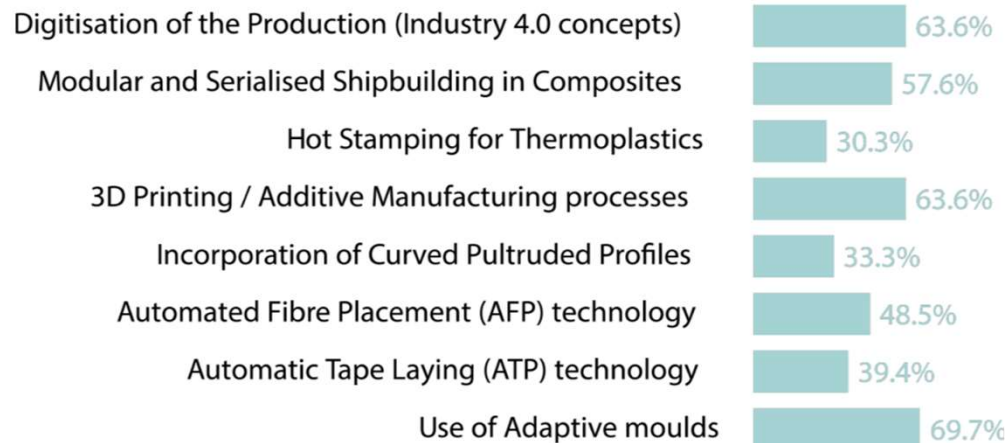 Digitisation of the Production (Industry 4.0 concepts) 63.6%
Modular and Serialised Shipbuilding in Composites 57.6%
Hot Stamping for Thermoplastics 30.3%
3D Printing / Additive Manufacturing processes 63.6%
Incorporation of Curved Pultruded Profiles 33.3%
Automated Fibre Placement (AFP) technology 48.5%
Automatic Tape Laying (ATP) technology 39.4%
Use of Adaptive moulds 69.7%